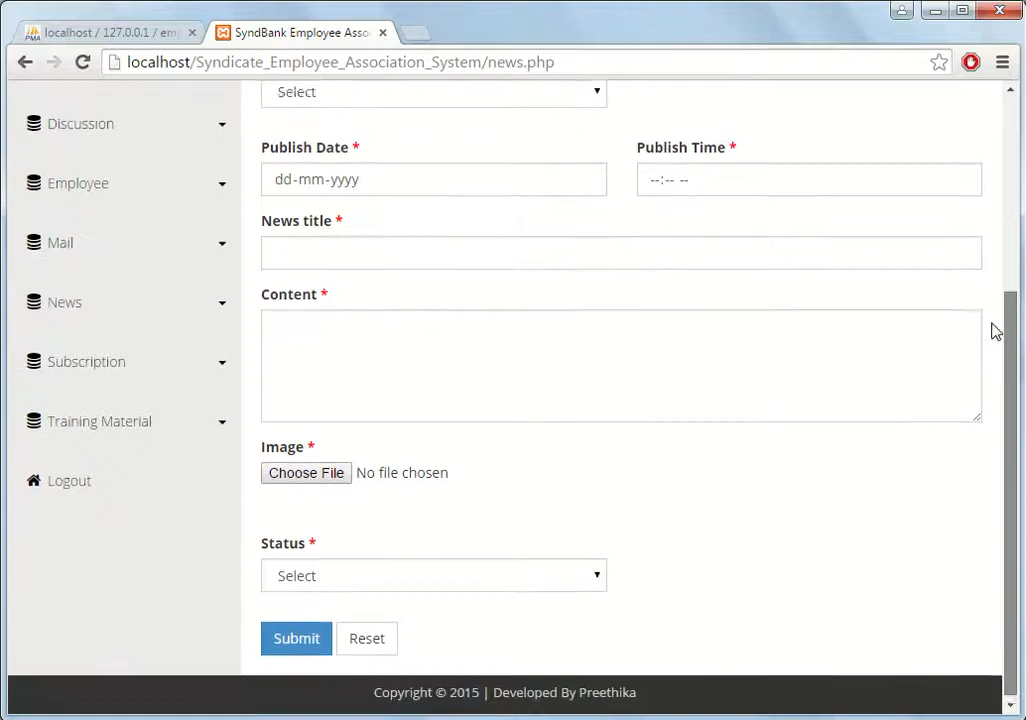 localhost / 127.0.0.1 / emp
SyndBank Employee Asso
localhost/Syndicate_Employee_Association_System/news.php
Select
Discussion
Employee
Mail
News
Subscription
Training Material
Logout
Publish Date * Publish Time *
dd-mm-yyyy --:-- --
News title *
Content *
Image *
Choose File No file chosen
Status *
Select
Submit Reset
Copyright © 2015 | Developed By Preethika